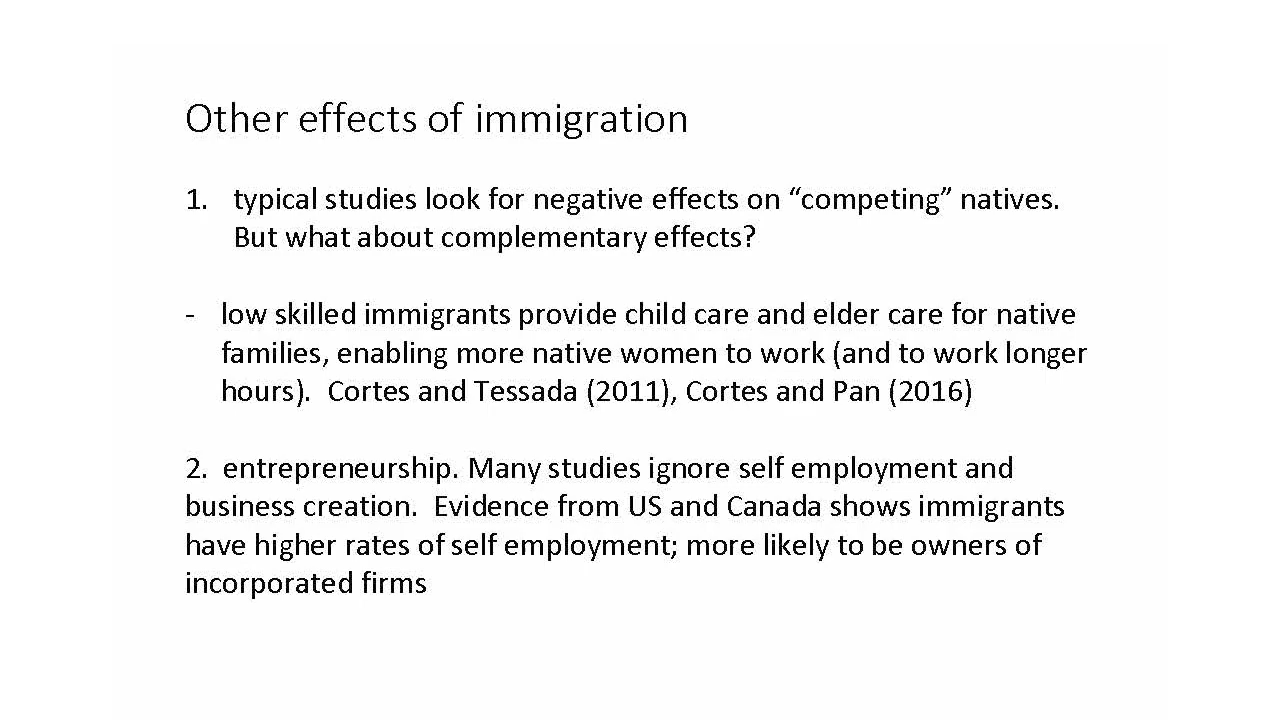 Other effects of immigration
1. typical studies look for negative effects on “competing” natives.
But what about complementary effects?
- low skilled immigrants provide child care and elder care for native
families, enabling more native women to work (and to work longer
hours).  Cortes and Tessada (2011), Cortes and Pan (2016)
2.  entrepreneurship. Many studies ignore self employment and
business creation.  Evidence from US and Canada shows immigrants
have higher rates of self employment; more likely to be owners of
incorporated firms